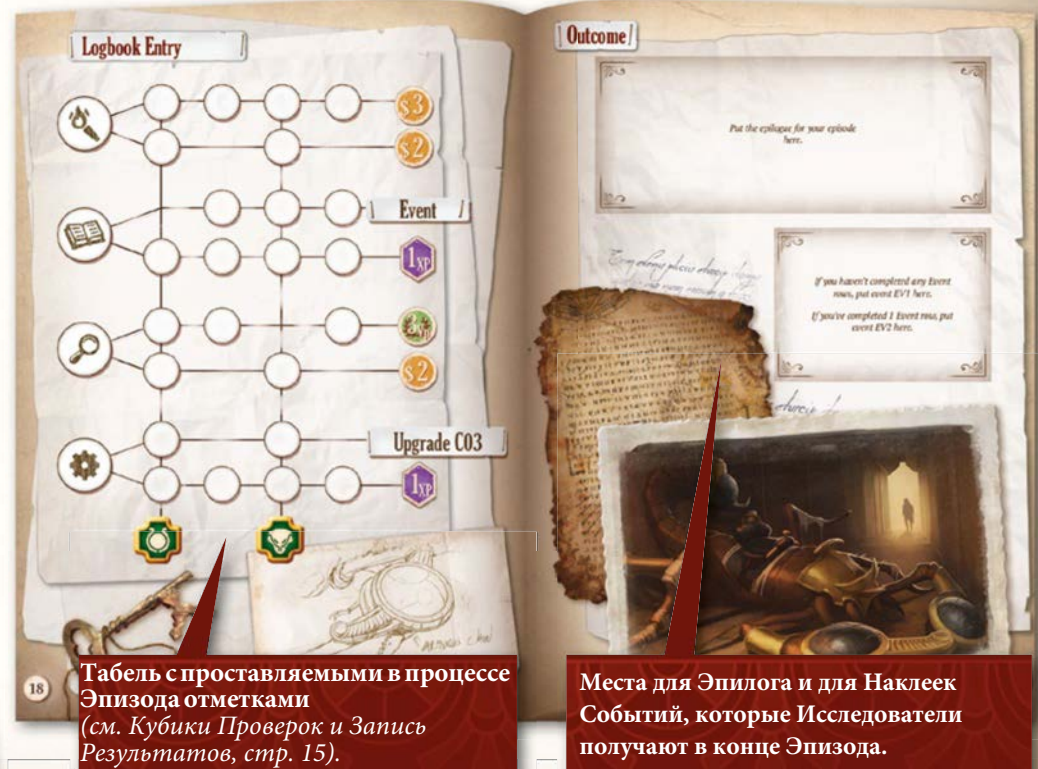 Logbook Entry
$3
$2
Event
1XP
$2
Upgrade C03
1XP
18
Табель с проставляемыми в процессе
Эпизода отметками
(см. Кубики Проверок и Запись
Результатов, стр. 15).
Outcome
Put the epilogue for your episode
here.
If you haven't completed any Event
rows, put event EV1 here.
If you've completed 1 Event row, put
event EV2 here.
Места для Эпилога и для Наклеек
Событий, которые Исследователи
получают в конце Эпизода.